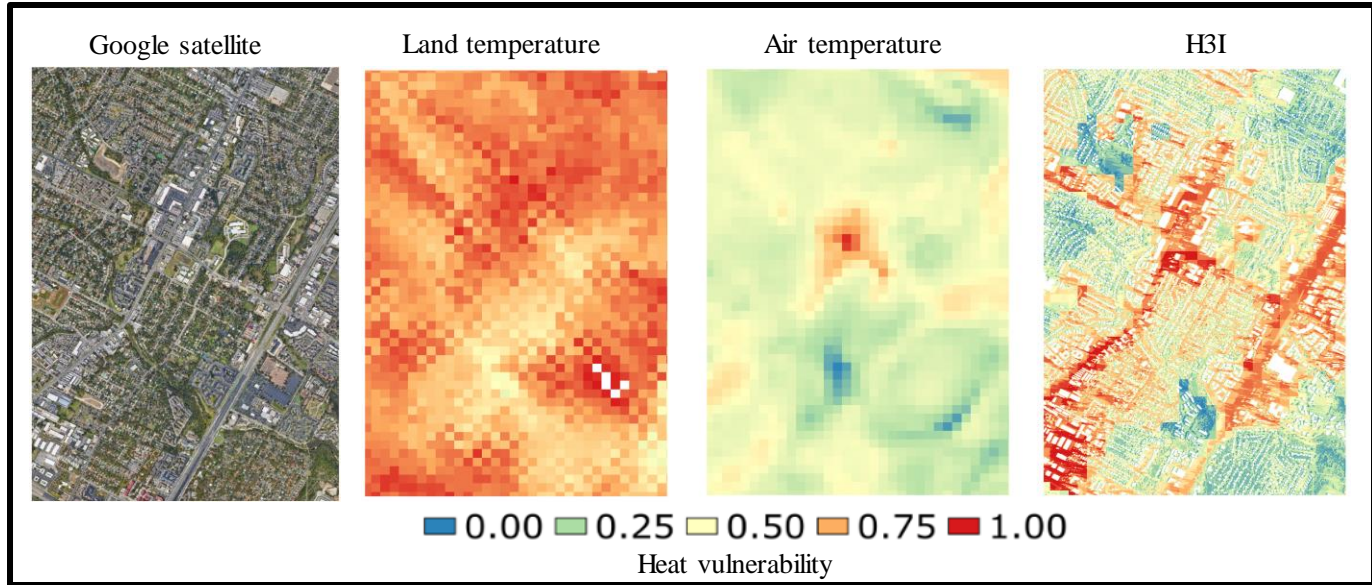 Google satellite
Land temperature
Air temperature
H3I
0.00 0.25 0.50 0.75 1.00
Heat vulnerability